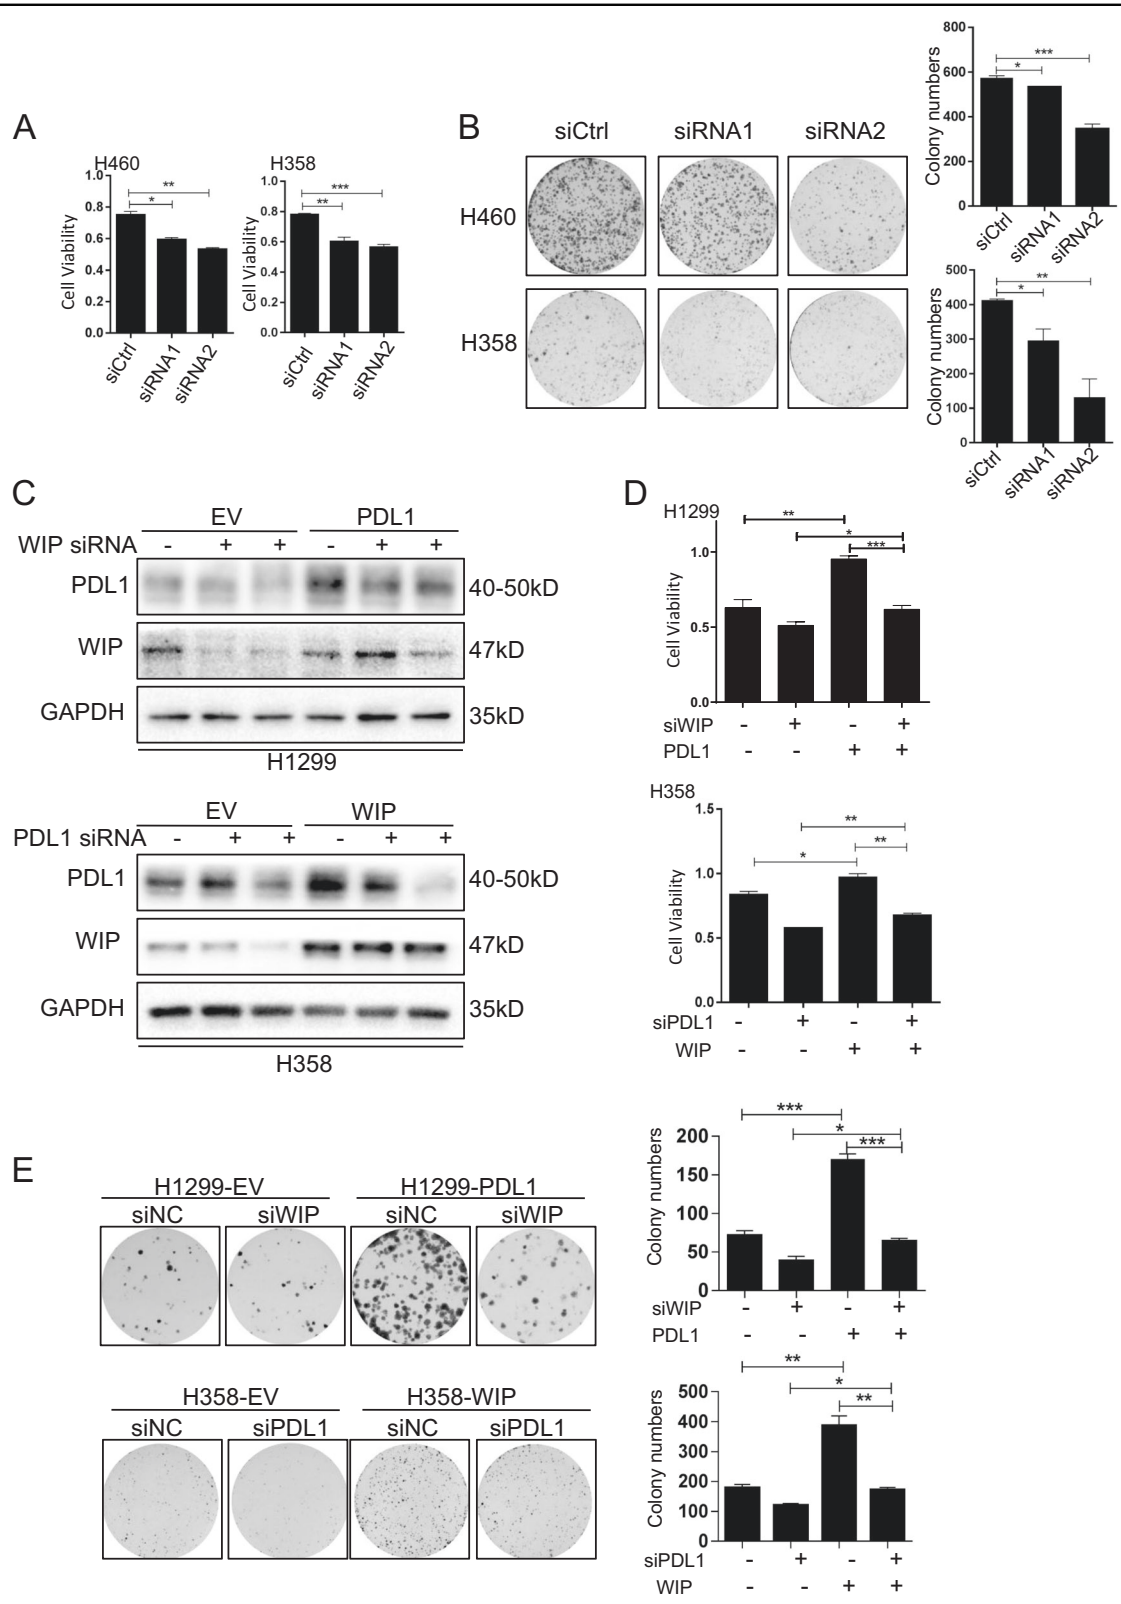 A
H460
1.0
0.8
0.6
0.4
0.2
0.0
Cell Viability
**
*
siCtrl
siRNA1
siRNA2
H358
1.0
0.8
0.6
0.4
0.2
0.0
Cell Viability
***
**
siCtrl
siRNA1
siRNA2
B
siCtrl siRNA1 siRNA2
H460
H358
800
600
400
200
0
Colony numbers
***
*
siCtrl
siRNA1
siRNA2
500
400
300
200
100
0
Colony numbers
**
*
siCtrl
siRNA1
siRNA2
C
EV PDL1
WIP siRNA - + + - + +
PDL1 40-50kD
WIP 47kD
GAPDH 35kD
H1299
EV WIP
PDL1 siRNA - + + - + +
PDL1 40-50kD
WIP 47kD
GAPDH 35kD
H358
D
H1299
**
*
***
1.0
0.5
0.0
Cell Viability
siWIP - + - +
PDL1 - - + +
H358
1.5
1.0
0.5
0.0
Cell Viability
**
**
*
siPDL1 - + - +
WIP - - + +
E
H1299-EV H1299-PDL1
siNC siWIP siNC siWIP
H358-EV H358-WIP
siNC siPDL1 siNC siPDL1
***
*
***
200
150
100
50
0
Colony numbers
siWIP - + - +
PDL1 - - + +
**
*
**
500
400
300
200
100
0
Colony numbers
siPDL1 - + - +
WIP - - + +